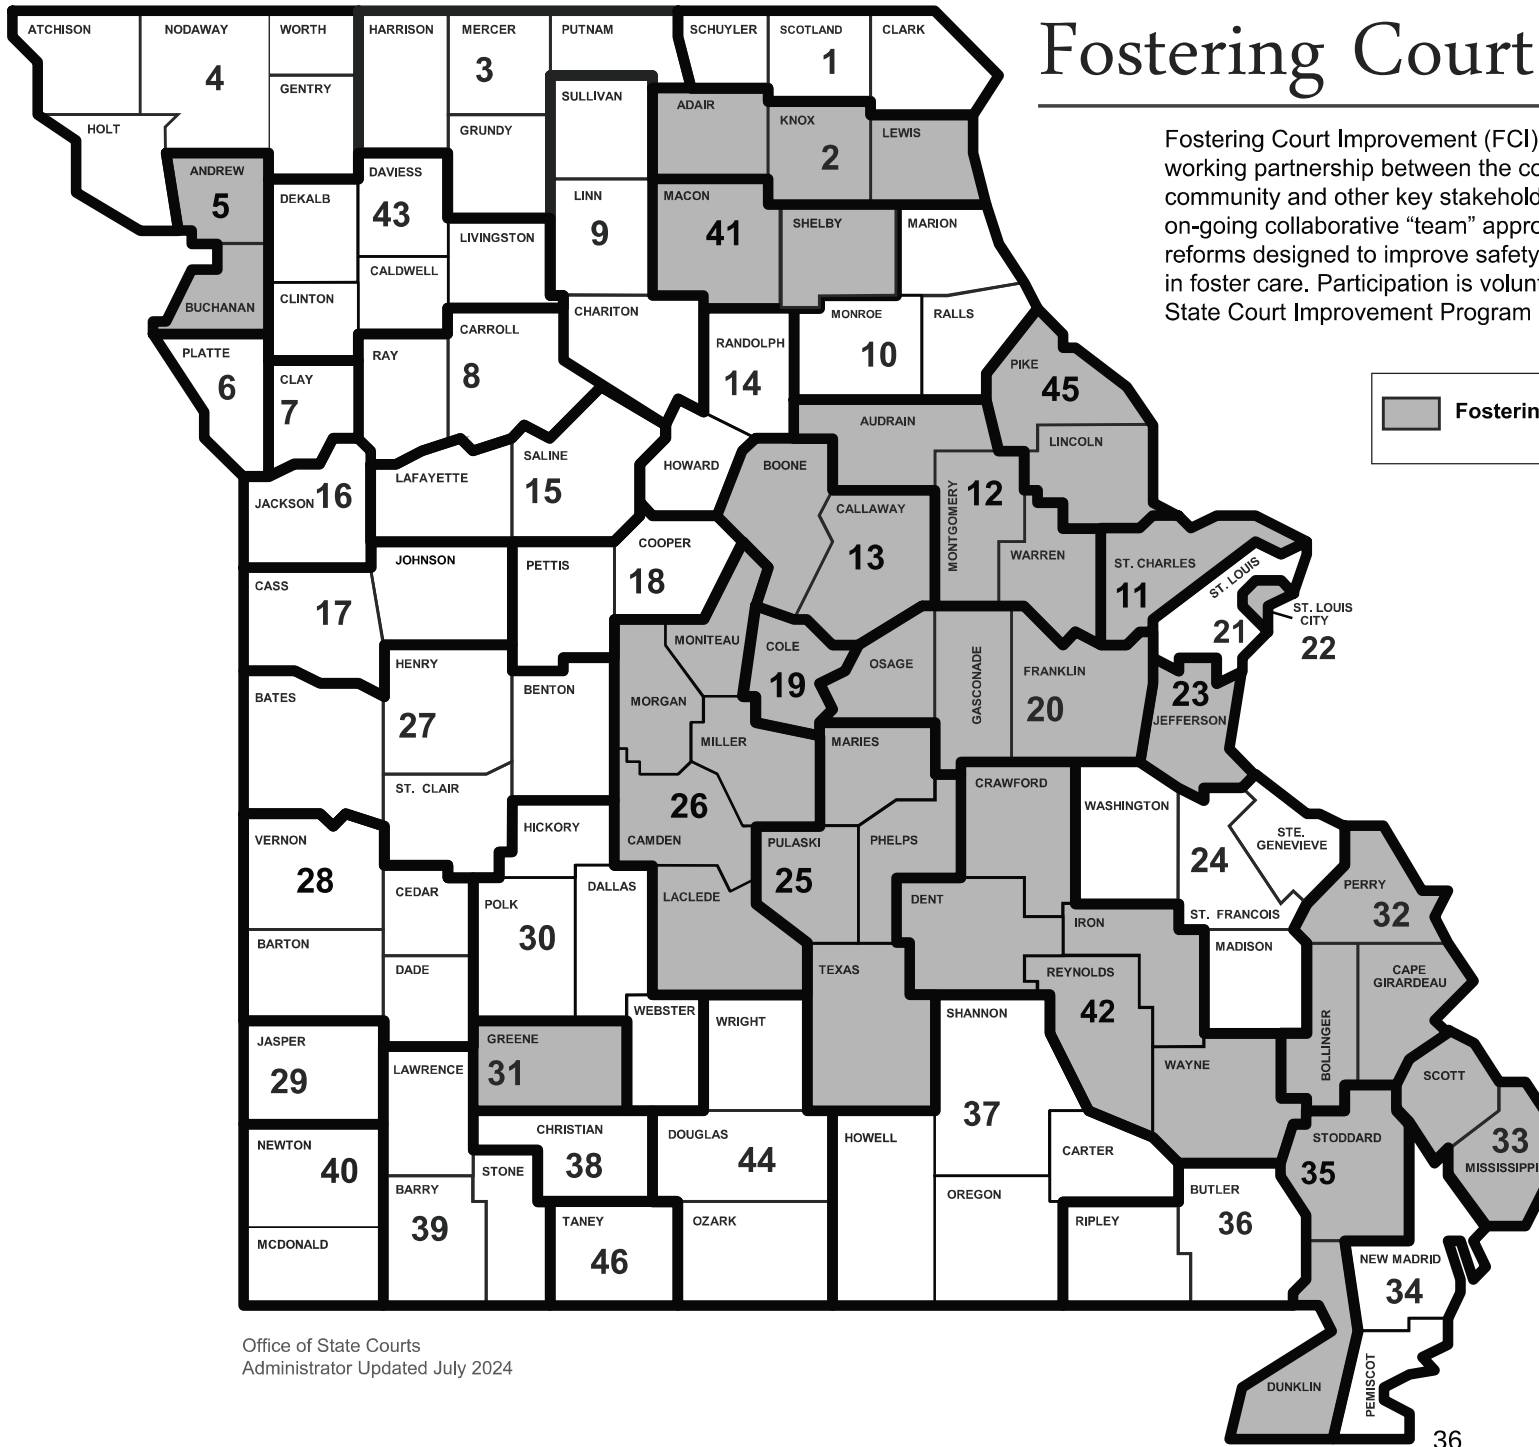 Fostering Court
Fostering Court Improvement (FCI)
working partnership between the co
community and other key stakehold
on-going collaborative “team” appro
reforms designed to improve safety
in foster care. Participation is volun
State Court Improvement Program
Fosterin
ATCHISON
NODAWAY
WORTH
HARRISON
MERCER
PUTNAM
SCHUYLER
SCOTLAND
CLARK
4
3
1
GENTRY
SULLIVAN
ADAIR
HOLT
GRUNDY
KNOX
LEWIS
2
ANDREW
5
DEKALB
DAVIESS
43
LINN
9
MACON
41
SHELBY
MARION
LIVINGSTON
CALDWELL
BUCHANAN
CLINTON
CHARITON
MONROE
RALLS
10
PLATTE
6
CLAY
7
RAY
CARROLL
8
RANDOLPH
14
PIKE
45
AUDRAIN
LINCOLN
JACKSON 16
LAFAYETTE
SALINE
15
HOWARD
BOONE
CALLAWAY
13
MONTGOMERY
12
WARREN
ST. CHARLES
11
ST. LOUIS
21
ST. LOUIS
CITY
22
CASS
17
JOHNSON
PETTIS
COOPER
18
MONITEAU
COLE
19
OSAGE
GASCONADE
FRANKLIN
20
23
JEFFERSON
BATES
HENRY
27
BENTON
MORGAN
MILLER
MARIES
ST. CLAIR
26
CAMDEN
CRAWFORD
WASHINGTON
STE.
GENEVIEVE
24
ST. FRANCOIS
VERNON
28
HICKORY
PULASKI
25
PHELPS
PERRY
32
CEDAR
POLK
30
DALLAS
LACLEDE
DENT
IRON
MADISON
BARTON
DADE
TEXAS
REYNOLDS
42
CAPE
GIRARDEAU
BOLLINGER
JASPER
29
LAWRENCE
GREENE
31
WEBSTER
WRIGHT
SHANNON
37
WAYNE
SCOTT
33
MISSISSIPPI
NEWTON
40
CHRISTIAN
38
DOUGLAS
44
HOWELL
CARTER
STODDARD
35
STONE
BARRY
39
OREGON
BUTLER
36
MCDONALD
TANEY
46
OZARK
RIPLEY
NEW MADRID
34
DUNKLIN
PEMISCOT
Office of State Courts
Administrator Updated July 2024
36